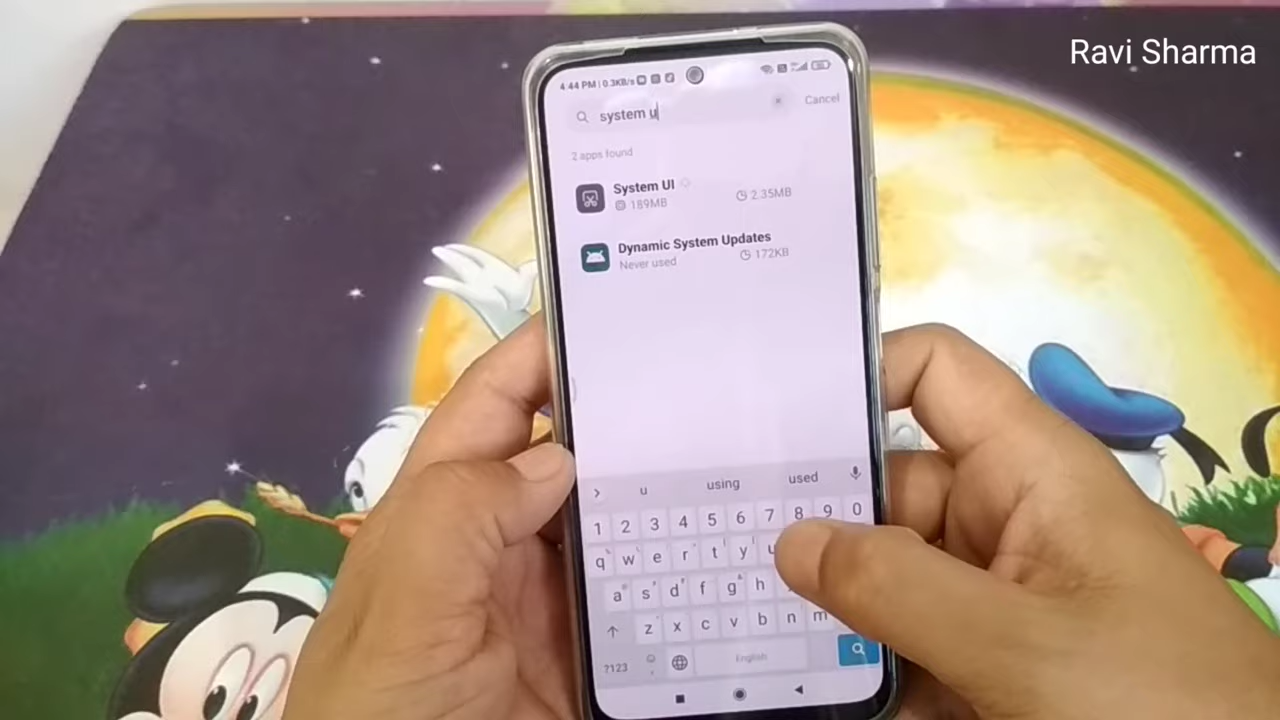 Ravi Sharma
4:44 PM | 0.3KB/s
system u
Cancel
2 apps found
System UI
189MB
2.35MB
Dynamic System Updates
Never used
172KB
u using used
1 2 3 4 5 6 7 8 9 0
q w e r t y u
a s d f g h
z x c v b n m
?123
English